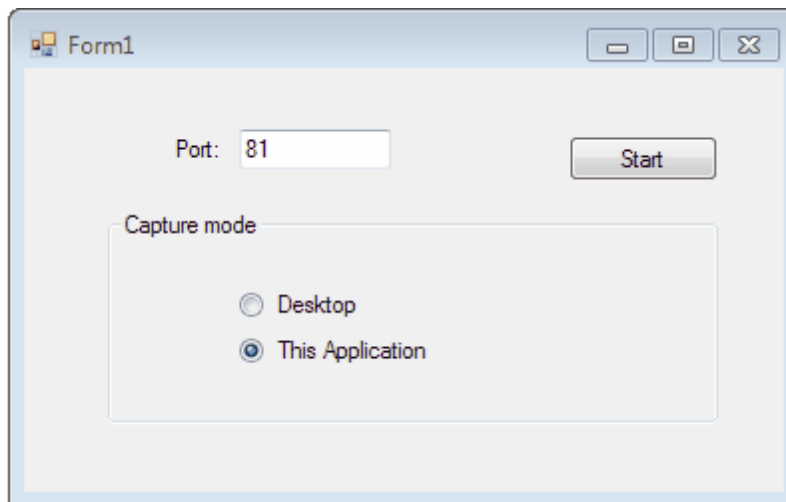 Form1
Port: 81
Start
Capture mode
Desktop
This Application